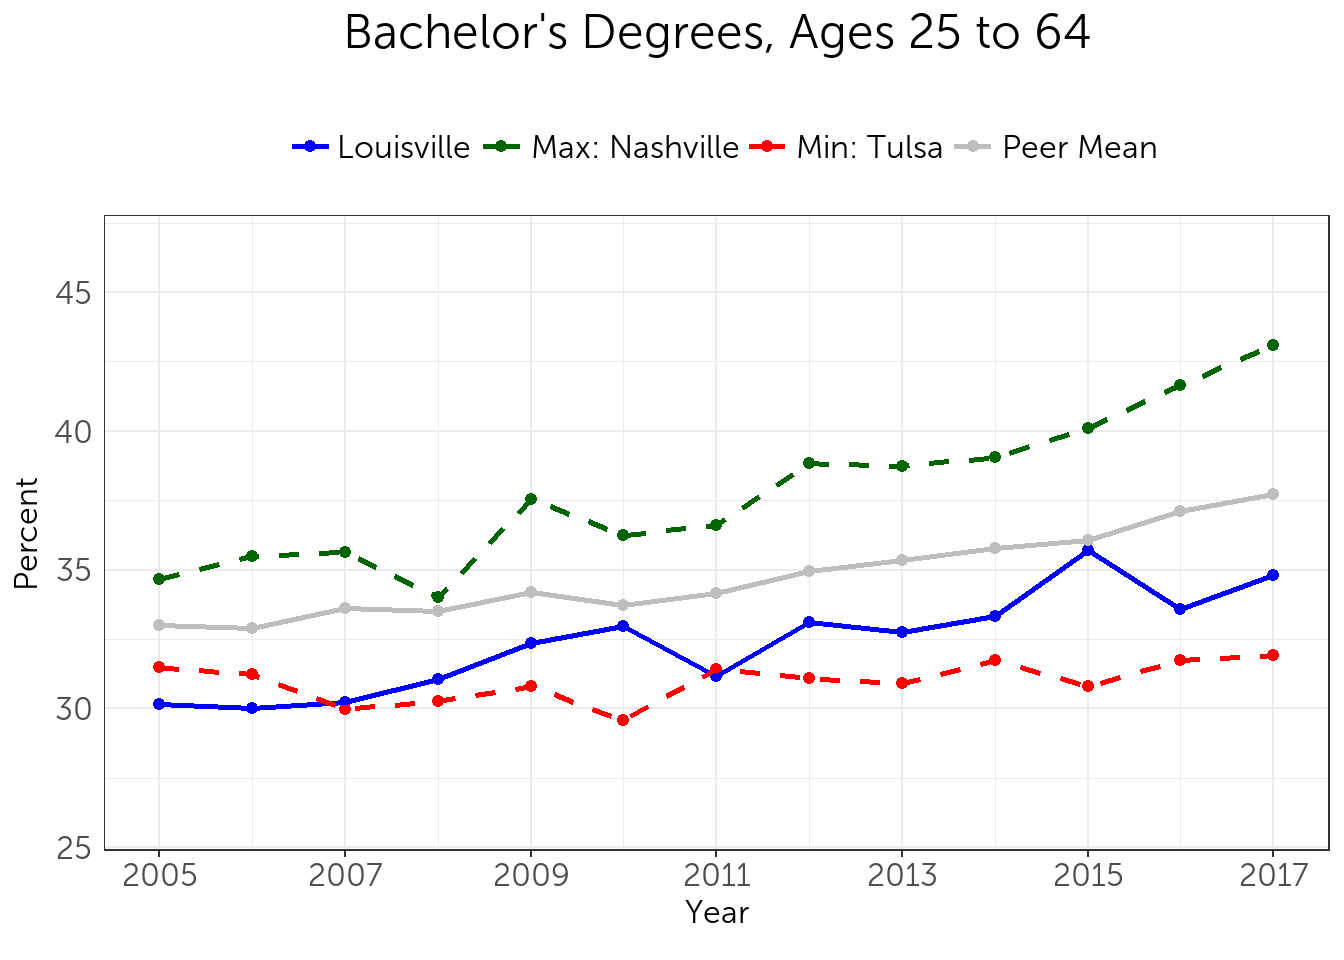 Bachelor's Degrees, Ages 25 to 64
Louisville Max: Nashville Min: Tulsa Peer Mean
45
40
35
30
25
Percent
2005 2007 2009 2011 2013 2015 2017
Year